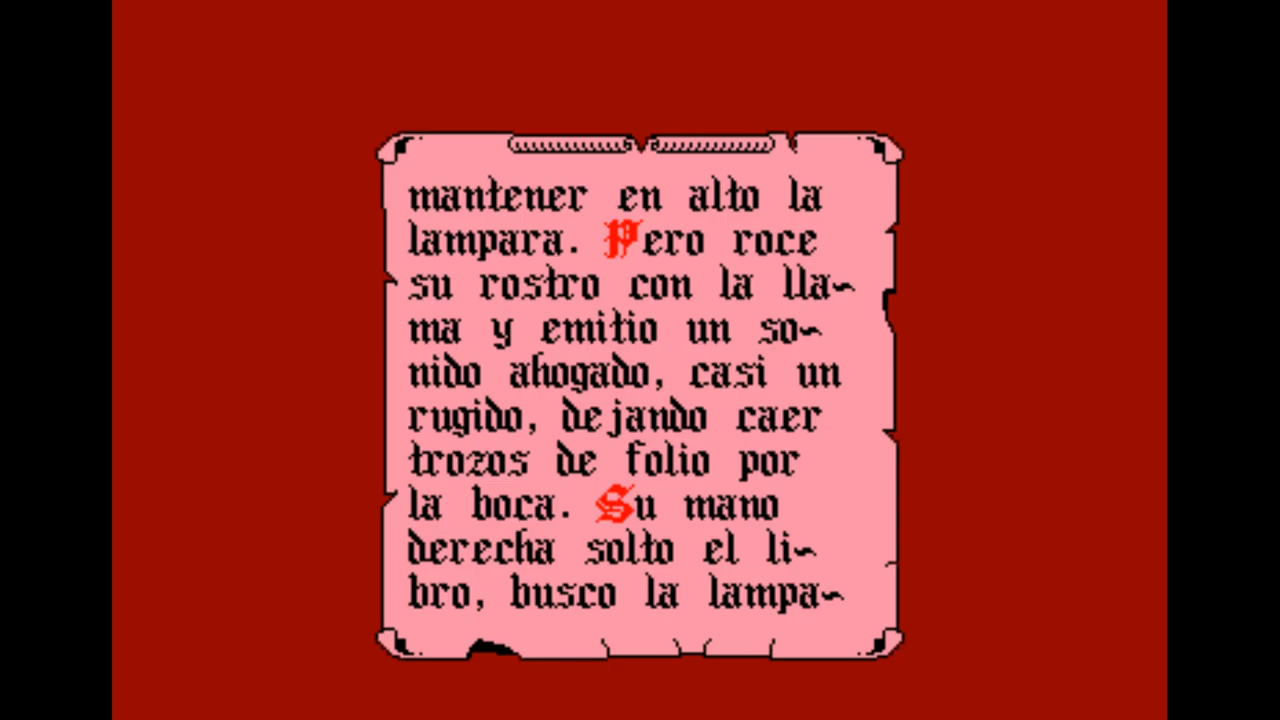 mantener en alto la
lampara. Pero roce
su rostro con la lla~
ma y emitio un so~
nido ahogado, casi un
rugido, dejando caer
trozos de folio por
la boca. Su mano
derecha solto el li~
bro, busco la lampa~